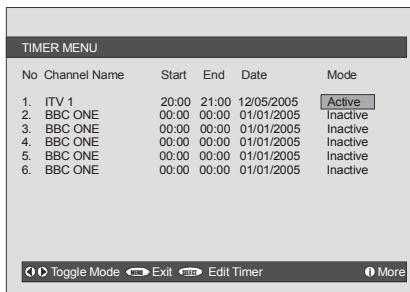 TIMER MENU
No Channel Name Start End Date Mode
1. ITV 1 20:00 21:00 12/05/2005 Active
2. BBC ONE 00:00 00:00 01/01/2005 Inactive
3. BBC ONE 00:00 00:00 01/01/2005 Inactive
4. BBC ONE 00:00 00:00 01/01/2005 Inactive
5. BBC ONE 00:00 00:00 01/01/2005 Inactive
6. BBC ONE 00:00 00:00 01/01/2005 Inactive
Toggle Mode MENU Exit SELECT Edit Timer i More